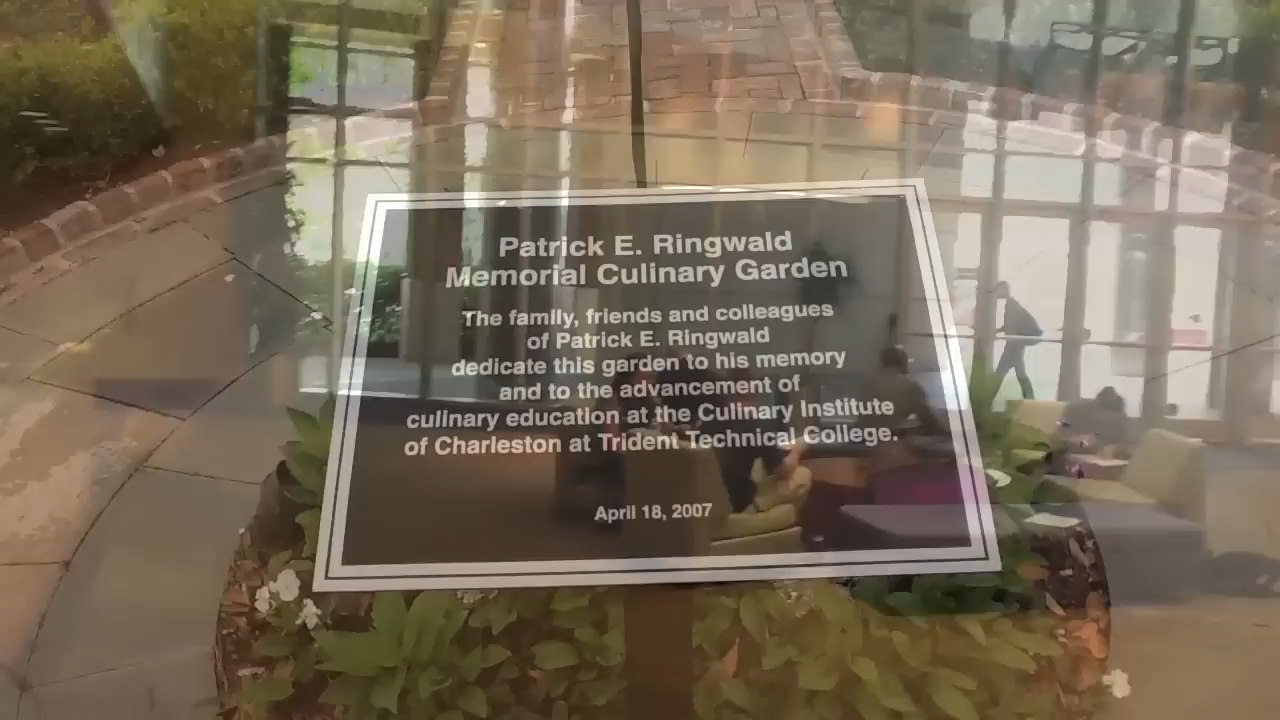 Patrick E. Ringwald
Memorial Culinary Garden
The family, friends and colleagues
of Patrick E. Ringwald
dedicate this garden to his memory
and to the advancement of
culinary education at the Culinary Institute
of Charleston at Trident Technical College.
April 18, 2007